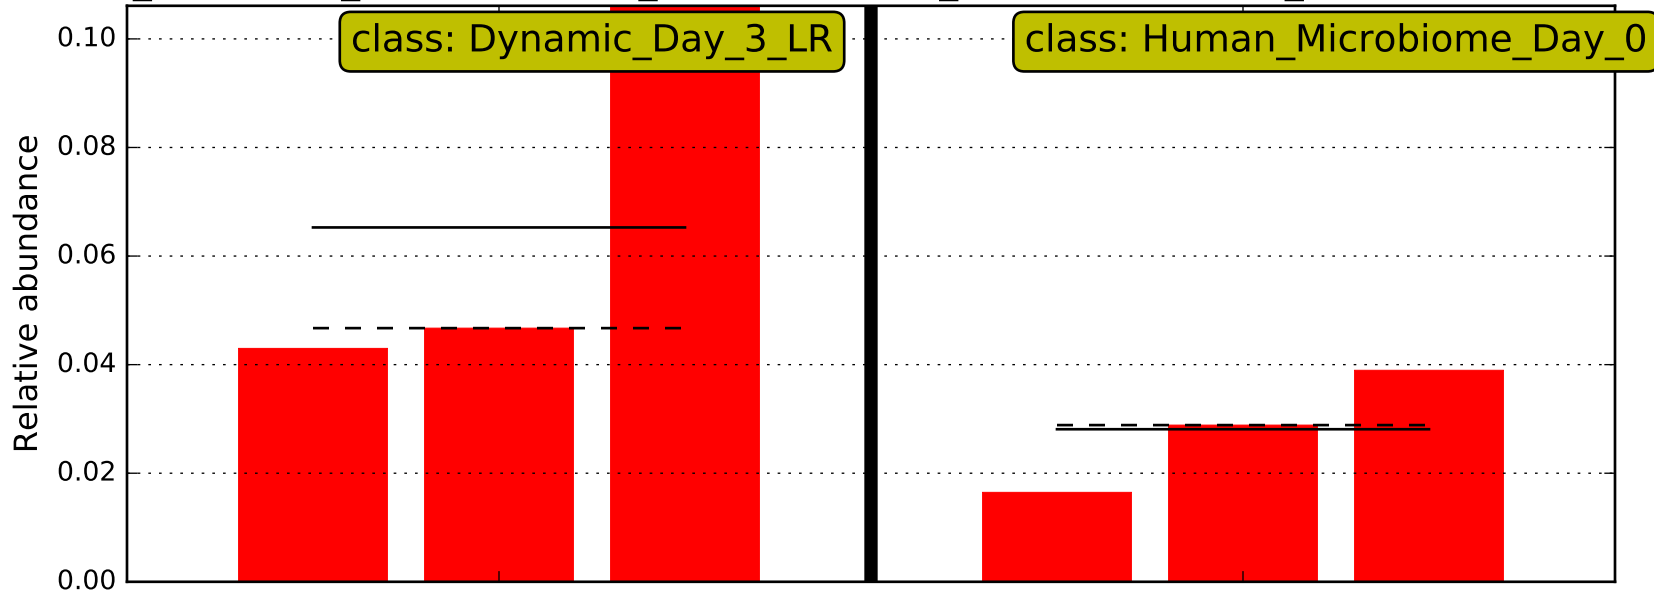 class: Dynamic_Day_3_LR
class: Human_Microbiome_Day_0
Relative abundance
0.10
0.08
0.06
0.04
0.02
0.00